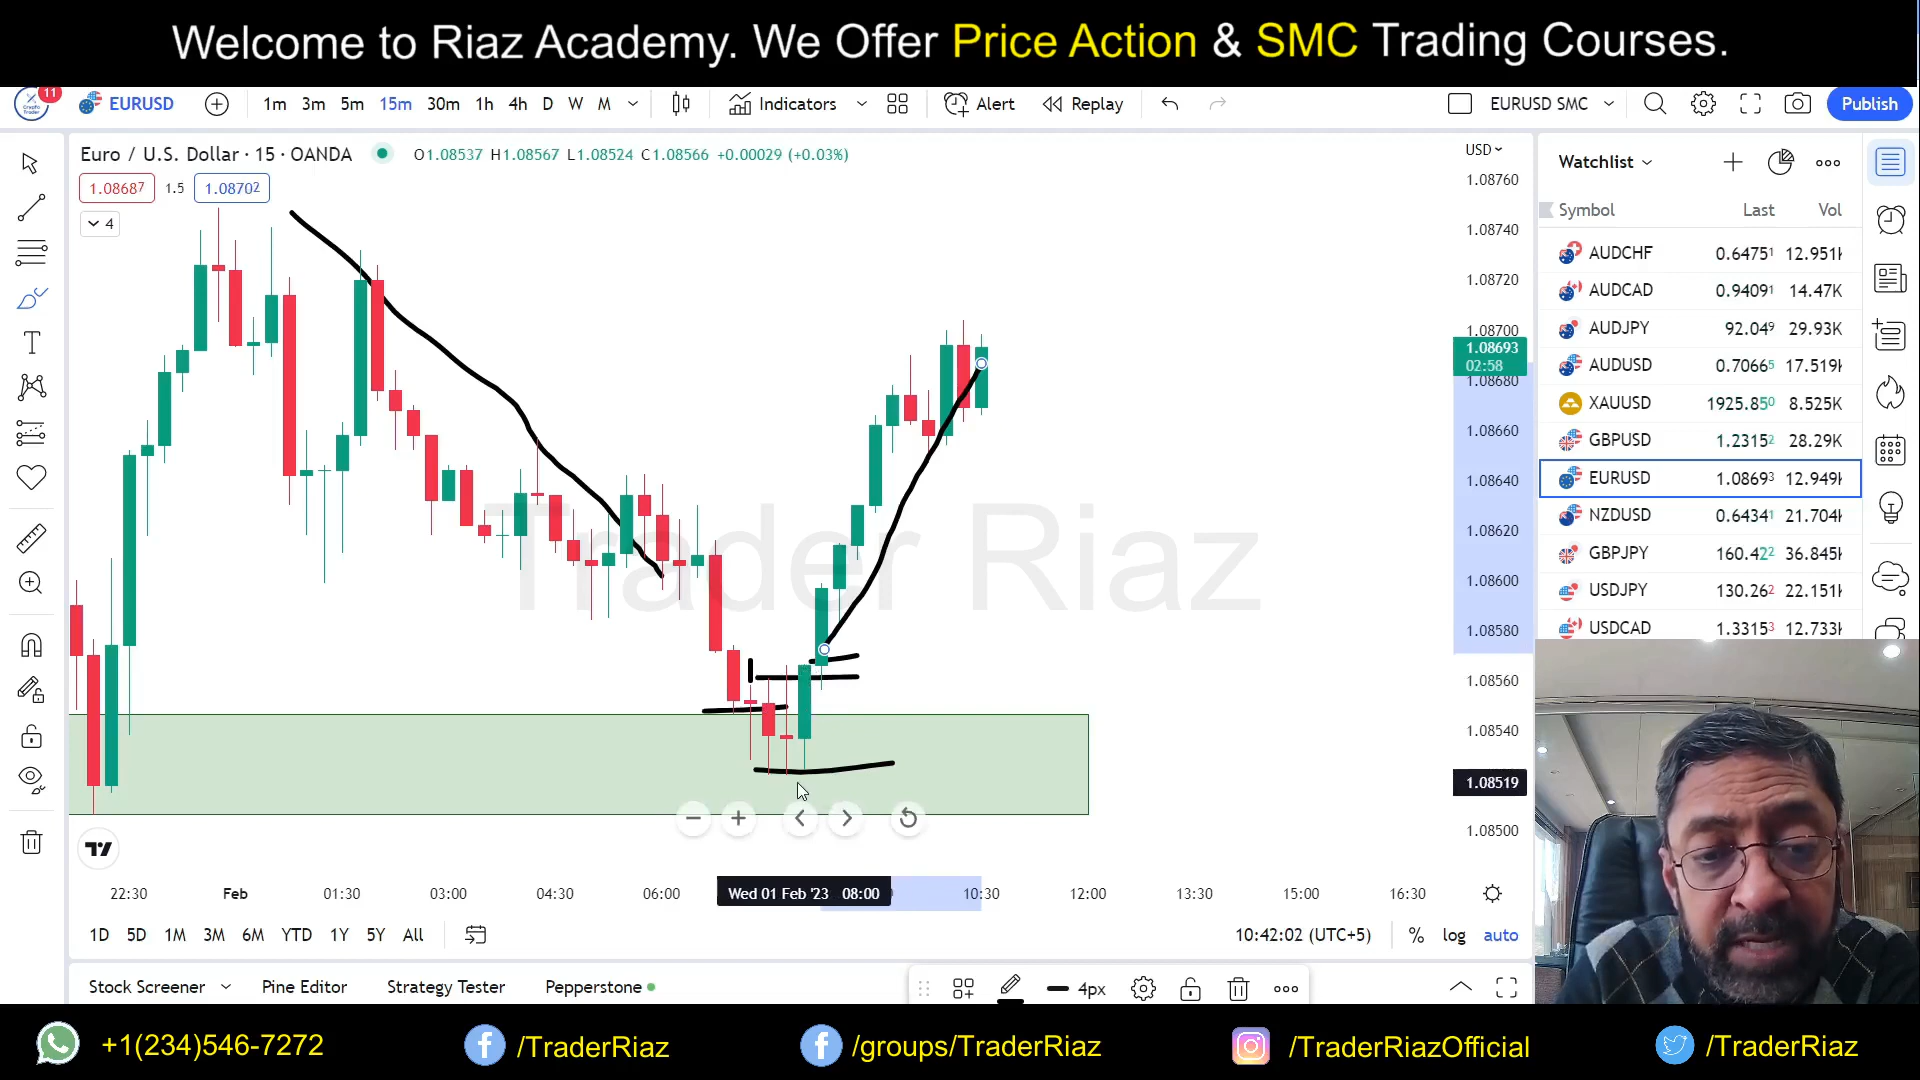 Welcome to Riaz Academy. We Offer Price Action & SMC Trading Courses.
11 EURUSD 1m 3m 5m 15m 30m 1h 4h D W M Indicators Alert Replay EURUSD SMC Publish
Euro / U.S. Dollar · 15 · OANDA O1.08537 H1.08567 L1.08524 C1.08566 +0.00029 (+0.03%)
1.08687 1.5 1.08702
4
USD
1.08760
1.08740
1.08720
1.08700
1.08693
02:58
1.08680
1.08660
1.08640
1.08620
1.08600
1.08580
1.08560
1.08540
1.08519
1.08500
Trader Riaz
Watchlist
Symbol Last Vol
AUDCHF 0.64751 12.951K
AUDCAD 0.94091 14.47K
AUDJPY 92.049 29.93K
AUDUSD 0.70665 17.519K
XAUUSD 1925.850 8.525K
GBPUSD 1.23152 28.29K
EURUSD 1.08693 12.949K
NZDUSD 0.64341 21.704K
GBPJPY 160.422 36.845K
USDJPY 130.262 22.151K
USDCAD 1.33153 12.733K
22:30 Feb 01:30 03:00 04:30 06:00 Wed 01 Feb '23 08:00 10:30 12:00 13:30 15:00 16:30
1D 5D 1M 3M 6M YTD 1Y 5Y All 10:42:02 (UTC+5) % log auto
Stock Screener Pine Editor Strategy Tester Pepperstone 4px
+1(234)546-7272 /TraderRiaz /groups/TraderRiaz /TraderRiazOfficial /TraderRiaz